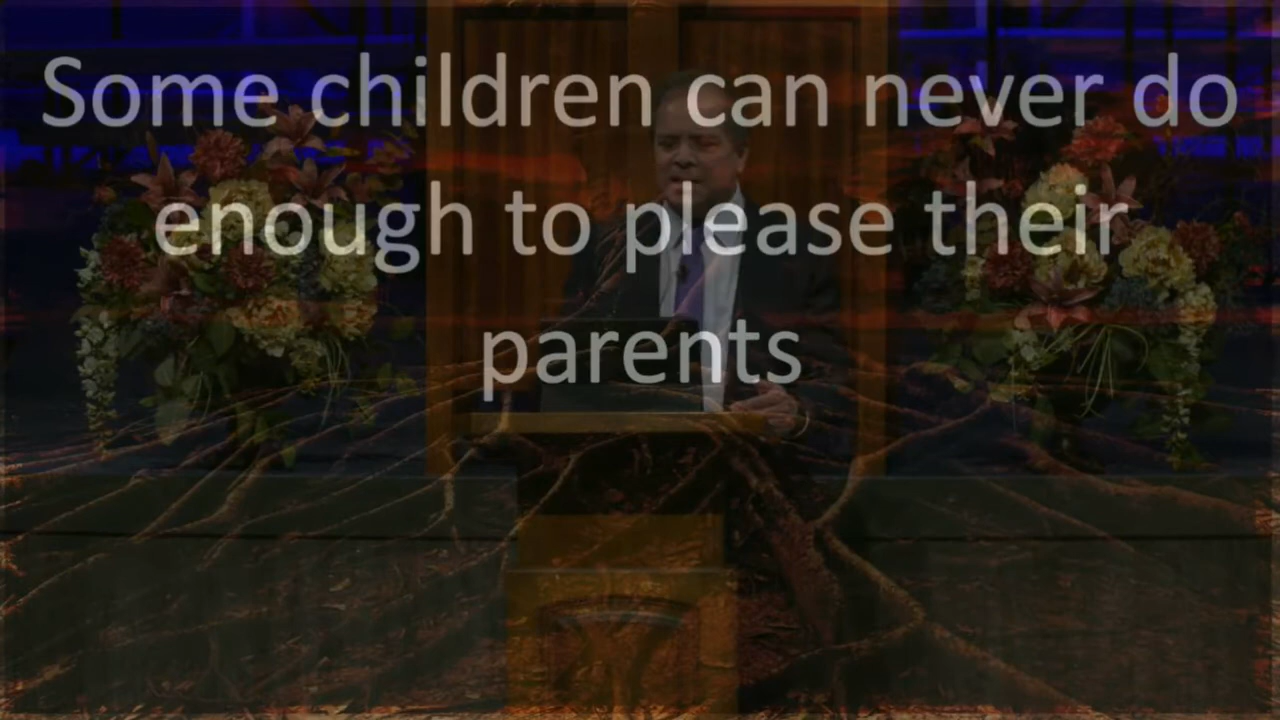 Some children can never do
enough to please their
parents